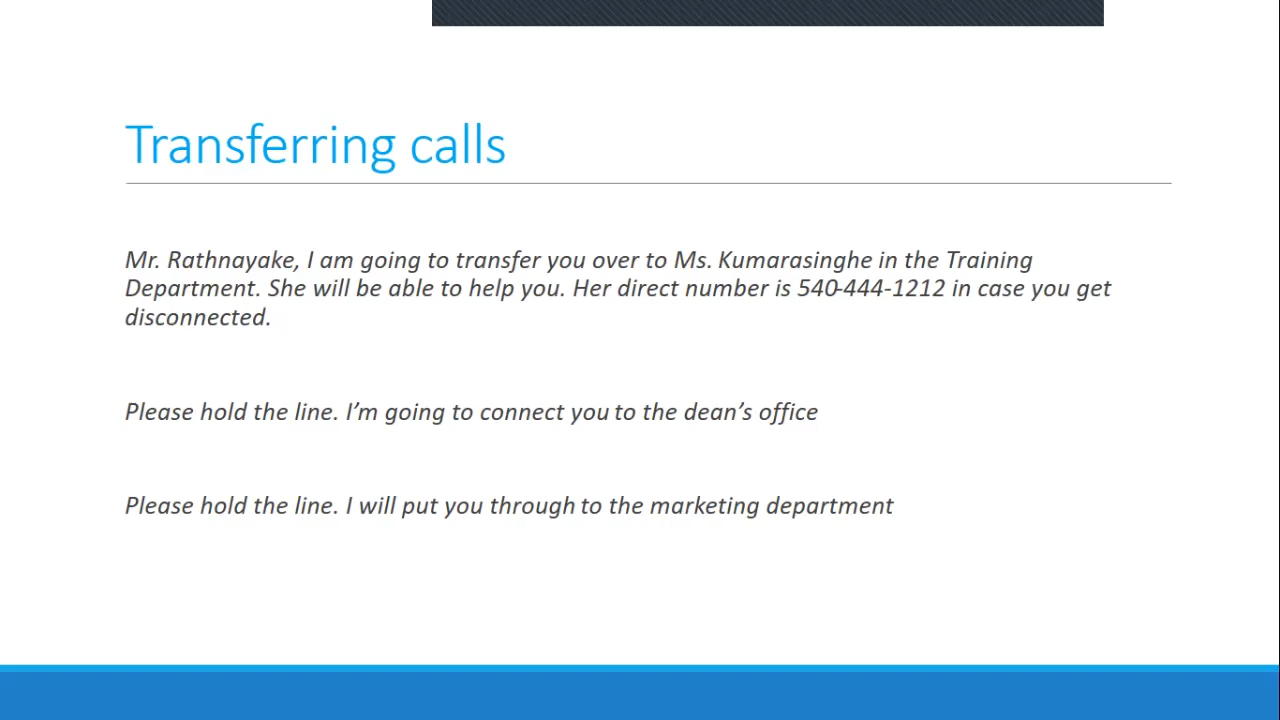 Transferring calls
Mr. Rathnayake, I am going to transfer you over to Ms. Kumarasinghe in the Training
Department. She will be able to help you. Her direct number is 540-444-1212 in case you get
disconnected.
Please hold the line. I’m going to connect you to the dean’s office
Please hold the line. I will put you through to the marketing department